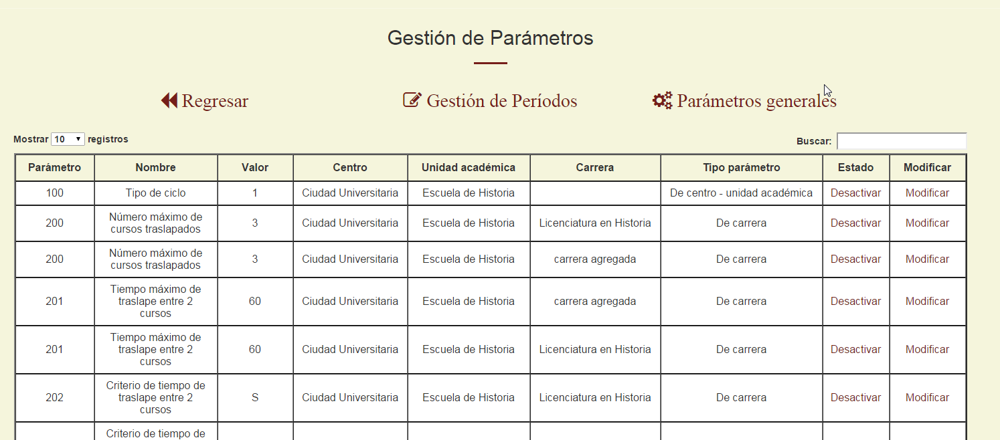 Gestión de Parámetros
Regresar Gestión de Períodos Parámetros generales
Mostrar 10 registros Buscar:
Parámetro Nombre Valor Centro Unidad académica Carrera Tipo parámetro Estado Modificar
100 Tipo de ciclo 1 Ciudad Universitaria Escuela de Historia De centro - unidad académica Desactivar Modificar
200 Número máximo de cursos traslapados 3 Ciudad Universitaria Escuela de Historia Licenciatura en Historia De carrera Desactivar Modificar
200 Número máximo de cursos traslapados 3 Ciudad Universitaria Escuela de Historia carrera agregada De carrera Desactivar Modificar
201 Tiempo máximo de traslape entre 2 cursos 60 Ciudad Universitaria Escuela de Historia carrera agregada De carrera Desactivar Modificar
201 Tiempo máximo de traslape entre 2 cursos 60 Ciudad Universitaria Escuela de Historia Licenciatura en Historia De carrera Desactivar Modificar
202 Criterio de tiempo de traslape entre 2 cursos S Ciudad Universitaria Escuela de Historia Licenciatura en Historia De carrera Desactivar Modificar
Criterio de tiempo de